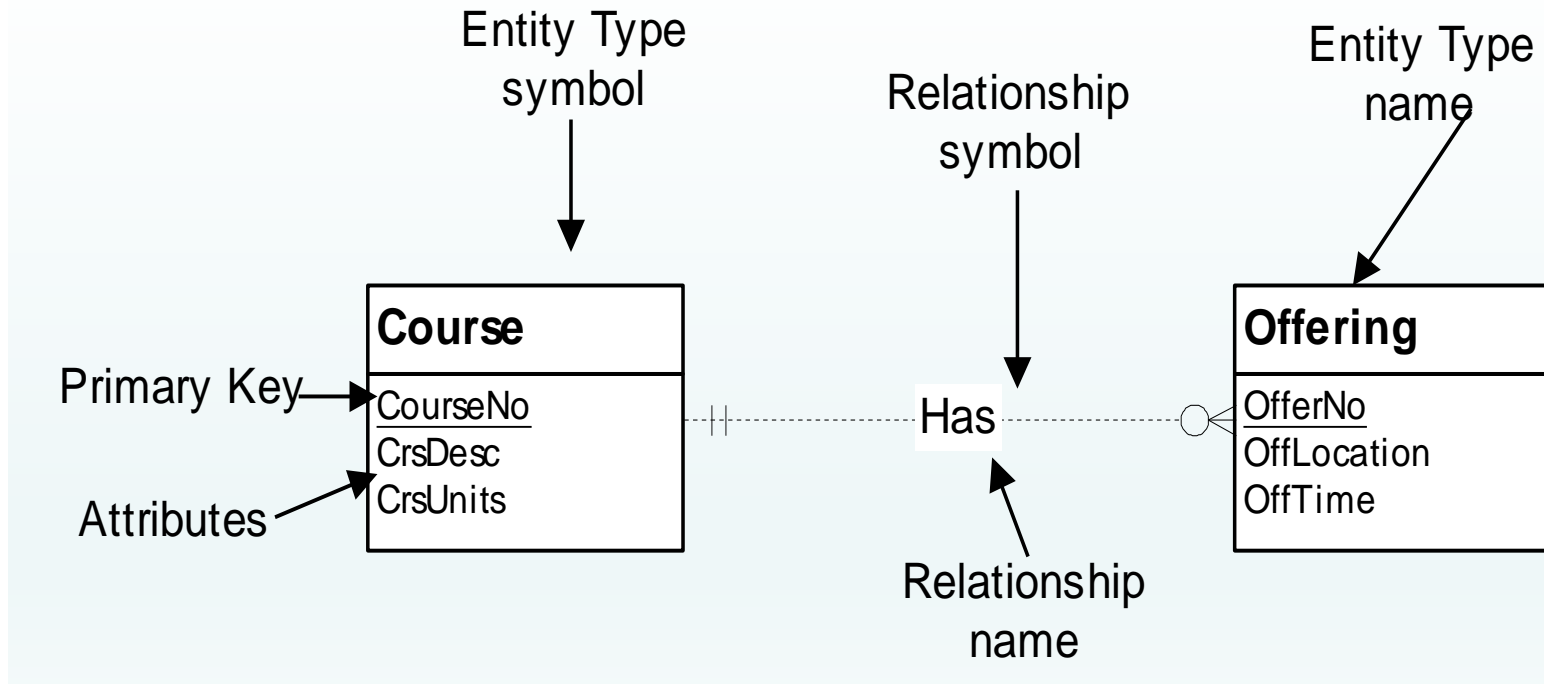 Entity Type
symbol
Relationship
symbol
Entity Type
name
Course
Offering
Primary Key
CourseNo
CrsDesc
CrsUnits
Attributes
Has
OfferNo
OffLocation
OffTime
Relationship
name